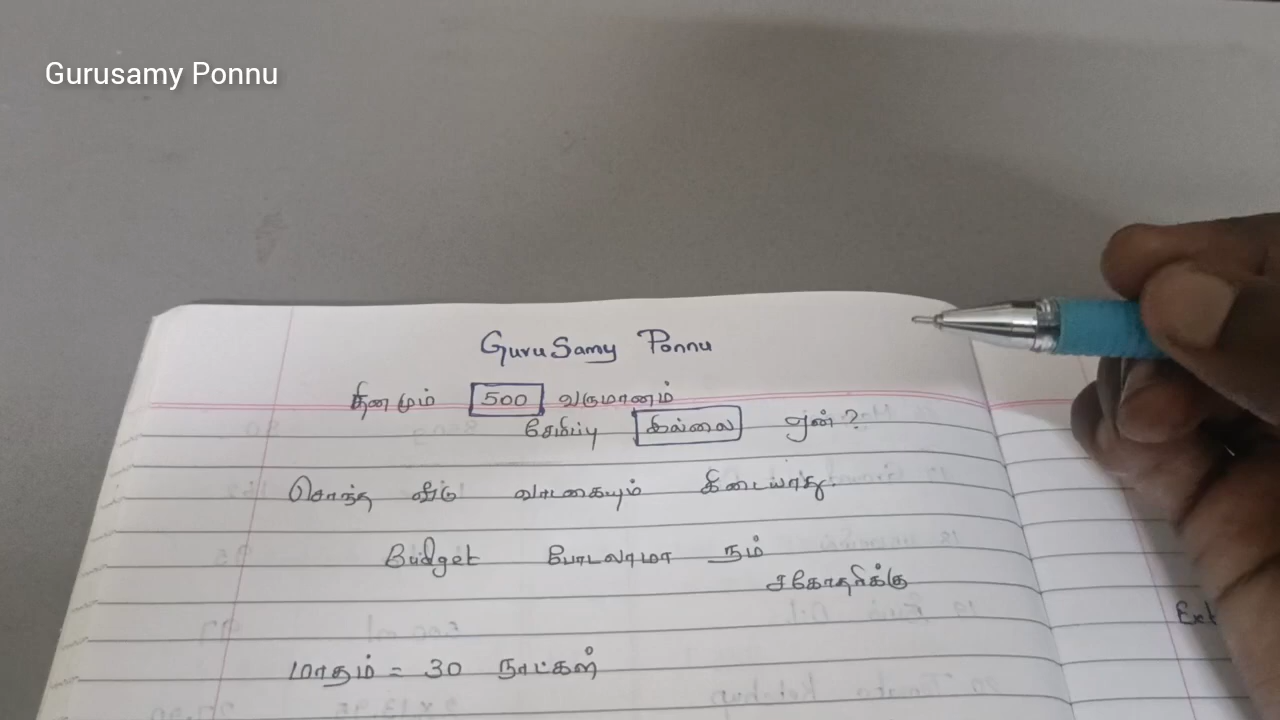 Gurusamy Ponnu
GuruSamy Ponnu
தினமும் 500 வருமானம்
சேமிப்பு இல்லை ஏன்?
சொந்த வீடு வாடகையும் கிடையாது
Budget போடலாமா நம்
சகோதரிக்கு
மாதம் = 30 நாட்கள்
Ext